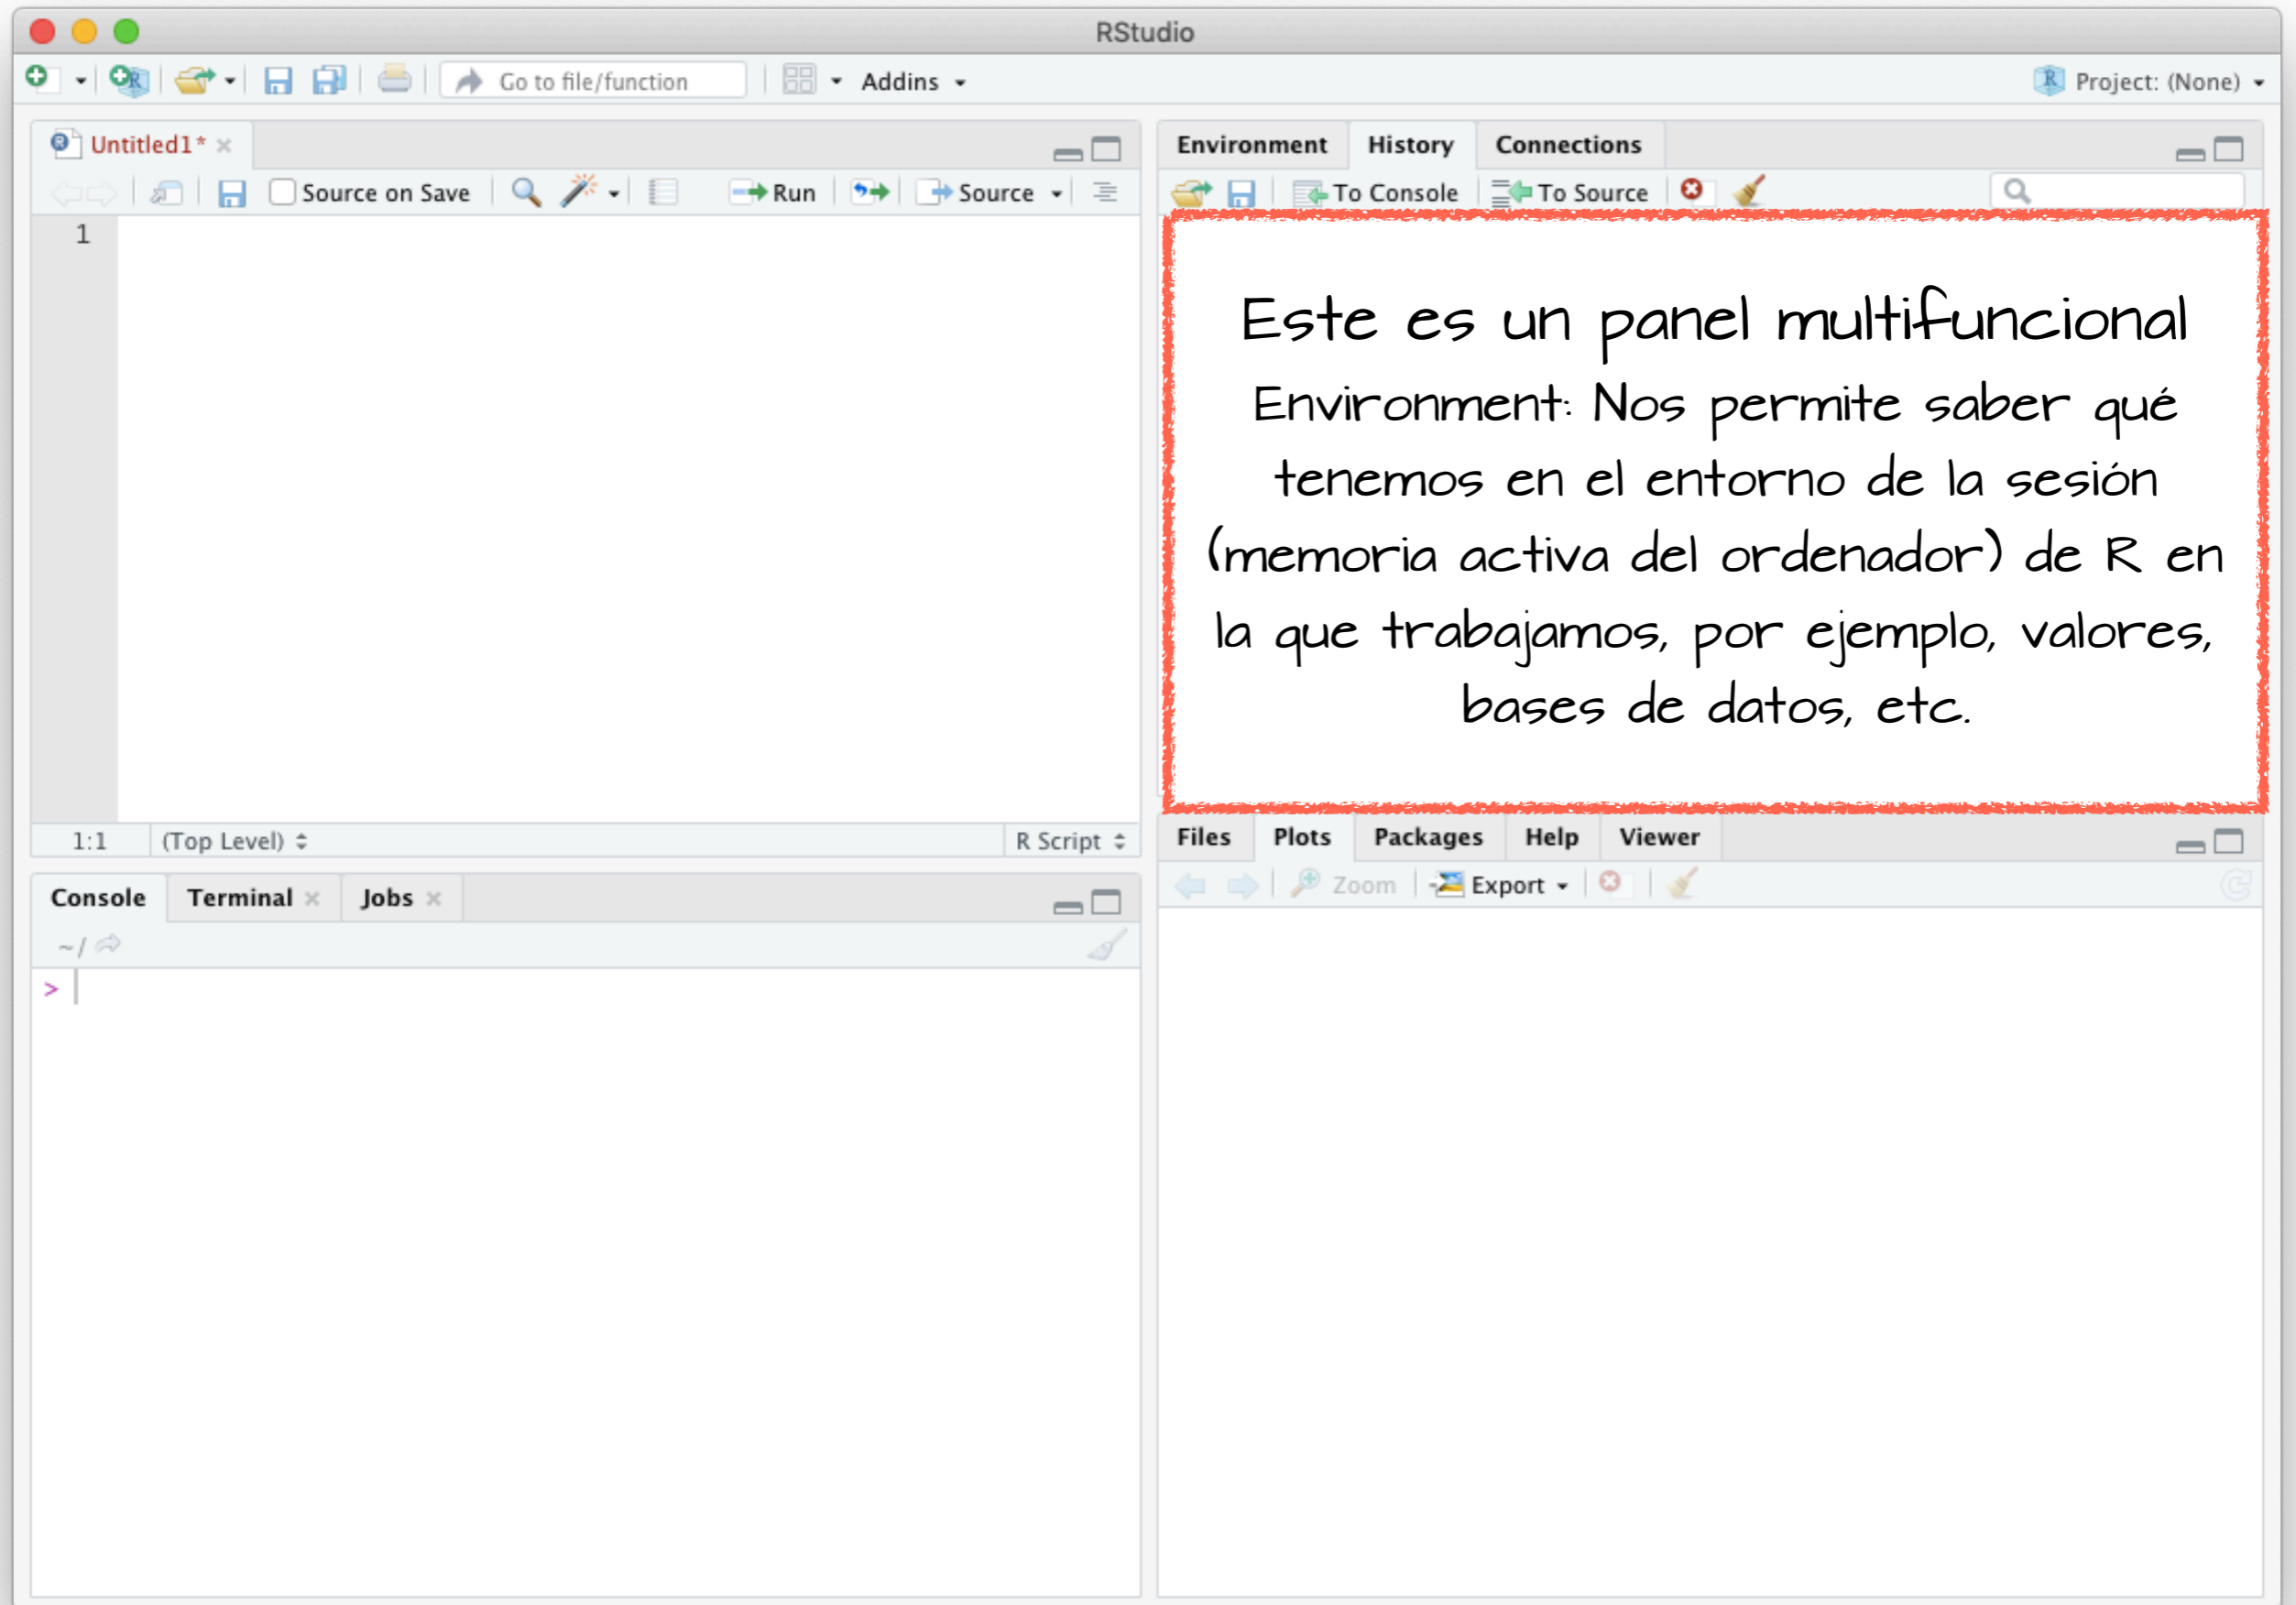 RStudio
Go to file/function
Addins
Project: (None)
Untitled1*
Source on Save
Run
Source
1
1:1
(Top Level)
R Script
Console
Terminal
Jobs
~/
>
Environment
History
Connections
To Console
To Source
Este es un panel multifuncional
Environment: Nos permite saber qué
tenemos en el entorno de la sesión
(memoria activa del ordenador) de R en
la que trabajamos, por ejemplo, valores,
bases de datos, etc.
Files
Plots
Packages
Help
Viewer
Zoom
Export